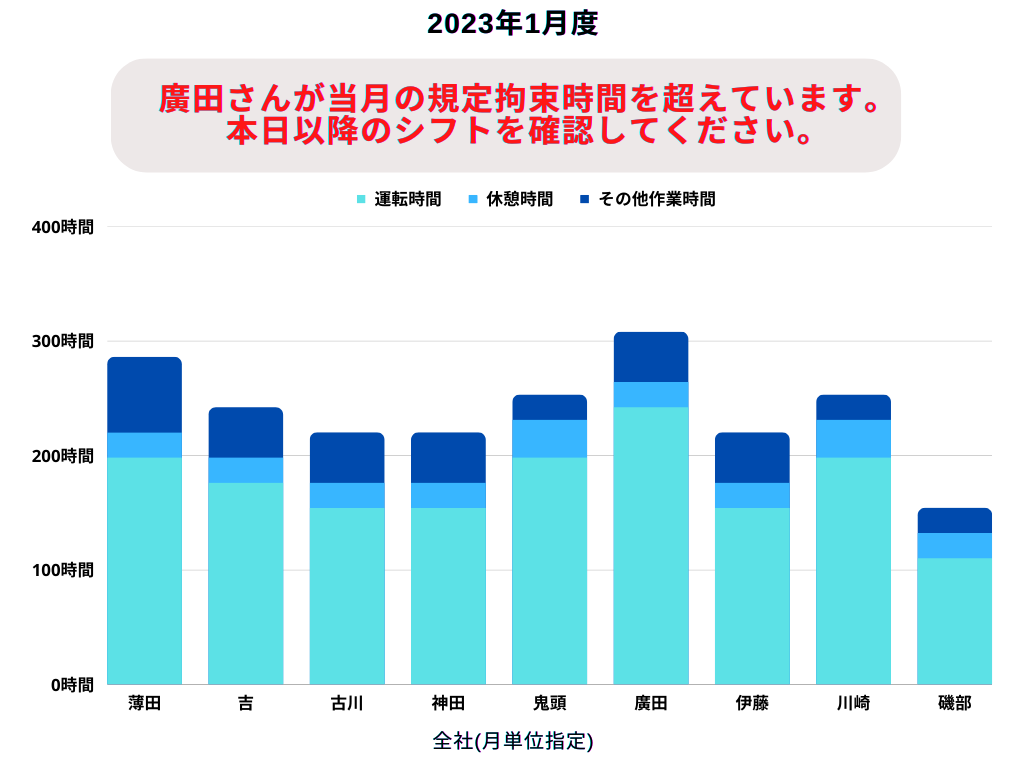 2023年1月度
廣田さんが当月の規定拘束時間を超えています。
本日以降のシフトを確認してください。
運転時間 休憩時間 その他作業時間
400時間
300時間
200時間
100時間
0時間
薄田 吉 古川 神田 鬼頭 廣田 伊藤 川崎 磯部
全社(月単位指定)